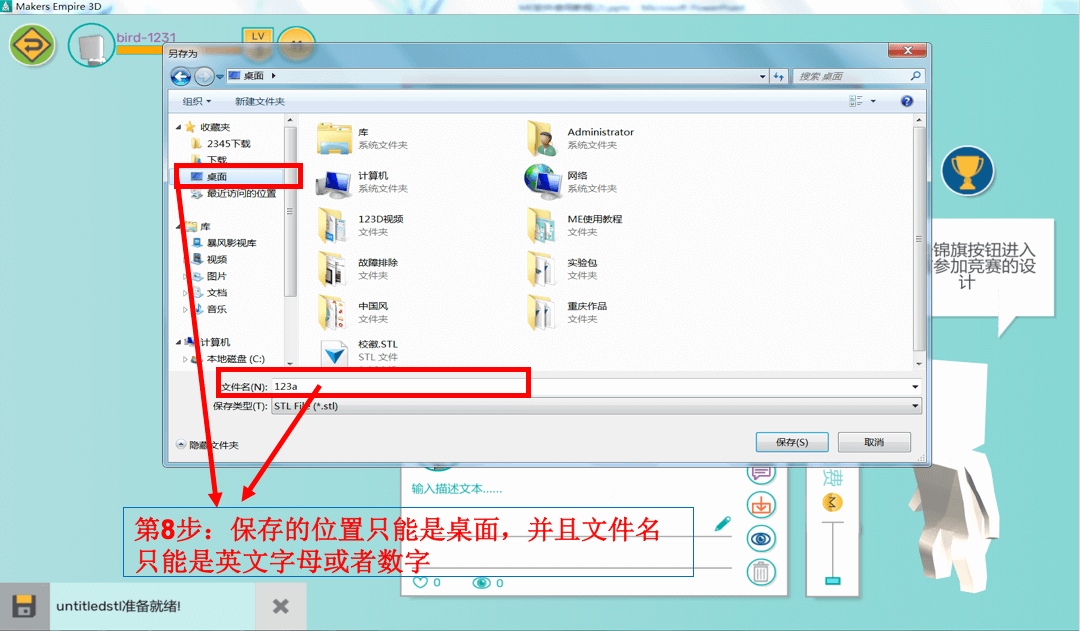 Makers Empire 3D
bird-1231
LV
另存为
桌面
搜索 桌面
组织
新建文件夹
收藏夹
2345下载
下载
桌面
最近访问的位置
库
暴风影视库
视频
图片
文档
音乐
计算机
本地磁盘 (C:)
库
系统文件夹
Administrator
系统文件夹
计算机
系统文件夹
网络
系统文件夹
123D视频
文件夹
ME使用教程
文件夹
故障排除
文件夹
实验包
文件夹
中国风
文件夹
重庆作品
文件夹
校徽.STL
STL 文件
文件名(N):
123a
保存类型(T):
STL File (*.stl)
隐藏文件夹
保存(S)
取消
锦旗按钮进入
参加竞赛的设
计
输入描述文本......
第8步：保存的位置只能是桌面，并且文件名
只能是英文字母或者数字
0
0
untitledstl准备就绪!